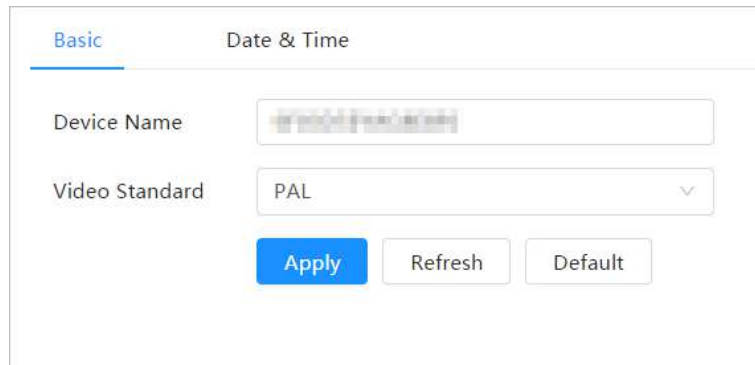 Basic Date & Time
Device Name
Video Standard PAL
Apply Refresh Default